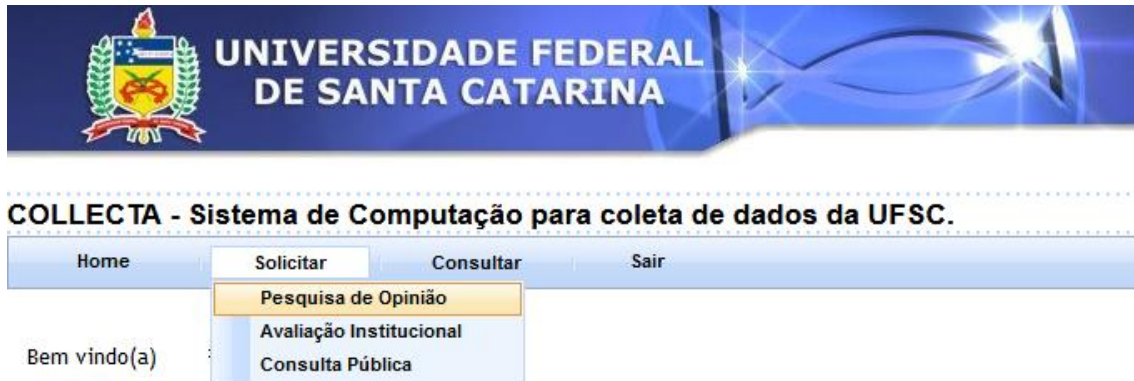 UNIVERSIDADE FEDERAL
DE SANTA CATARINA
COLLECTA - Sistema de Computação para coleta de dados da UFSC.
Home Solicitar Consultar Sair
Pesquisa de Opinião
Avaliação Institucional
Bem vindo(a)
Consulta Pública